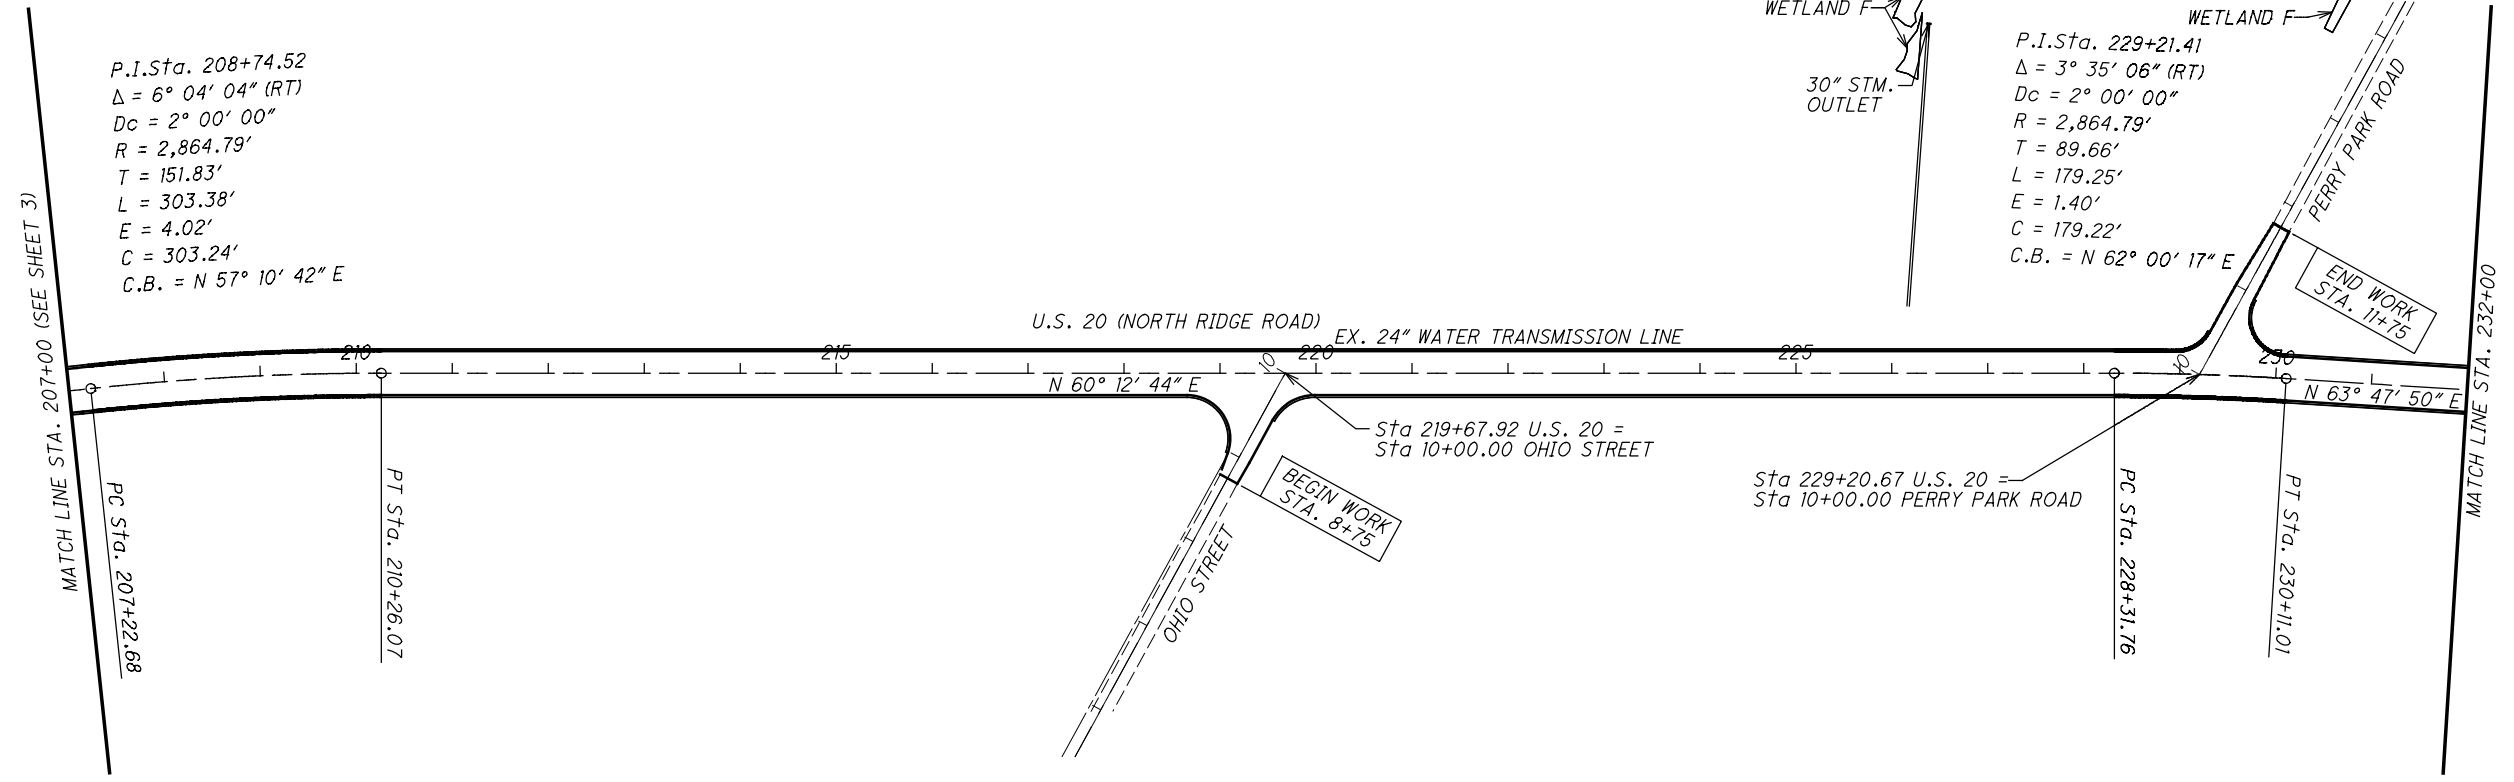 MATCH LINE STA. 207+00 (SEE SHEET 3)
P.I.Sta. 208+74.52
Δ = 6° 04′ 04″ (RT)
Dc = 2° 00′ 00″
R = 2,864.79′
T = 151.83′
L = 303.38′
E = 4.02′
C = 303.24′
C.B. = N 57° 10′ 42″ E
WETLAND F
30″ STM.
OUTLET
WETLAND F
P.I.Sta. 229+21.41
Δ = 3° 35′ 06″ (RT)
Dc = 2° 00′ 00″
R = 2,864.79′
T = 89.66′
L = 179.25′
E = 1.40′
C = 179.22′
C.B. = N 62° 00′ 17″ E
PERRY PARK ROAD
END WORK
STA. 11+75
MATCH LINE STA. 232+00
U.S. 20 (NORTH RIDGE ROAD)
EX. 24″ WATER TRANSMISSION LINE
210
215
10
220
225
10
230
N 60° 12′ 44″ E
N 63° 47′ 50″ E
Sta 219+67.92 U.S. 20 =
Sta 10+00.00 OHIO STREET
Sta 229+20.67 U.S. 20 =
Sta 10+00.00 PERRY PARK ROAD
BEGIN WORK
STA. 8+75
OHIO STREET
PC Sta. 207+22.68
PT Sta. 210+26.07
PC Sta. 228+31.76
PT Sta. 230+11.01